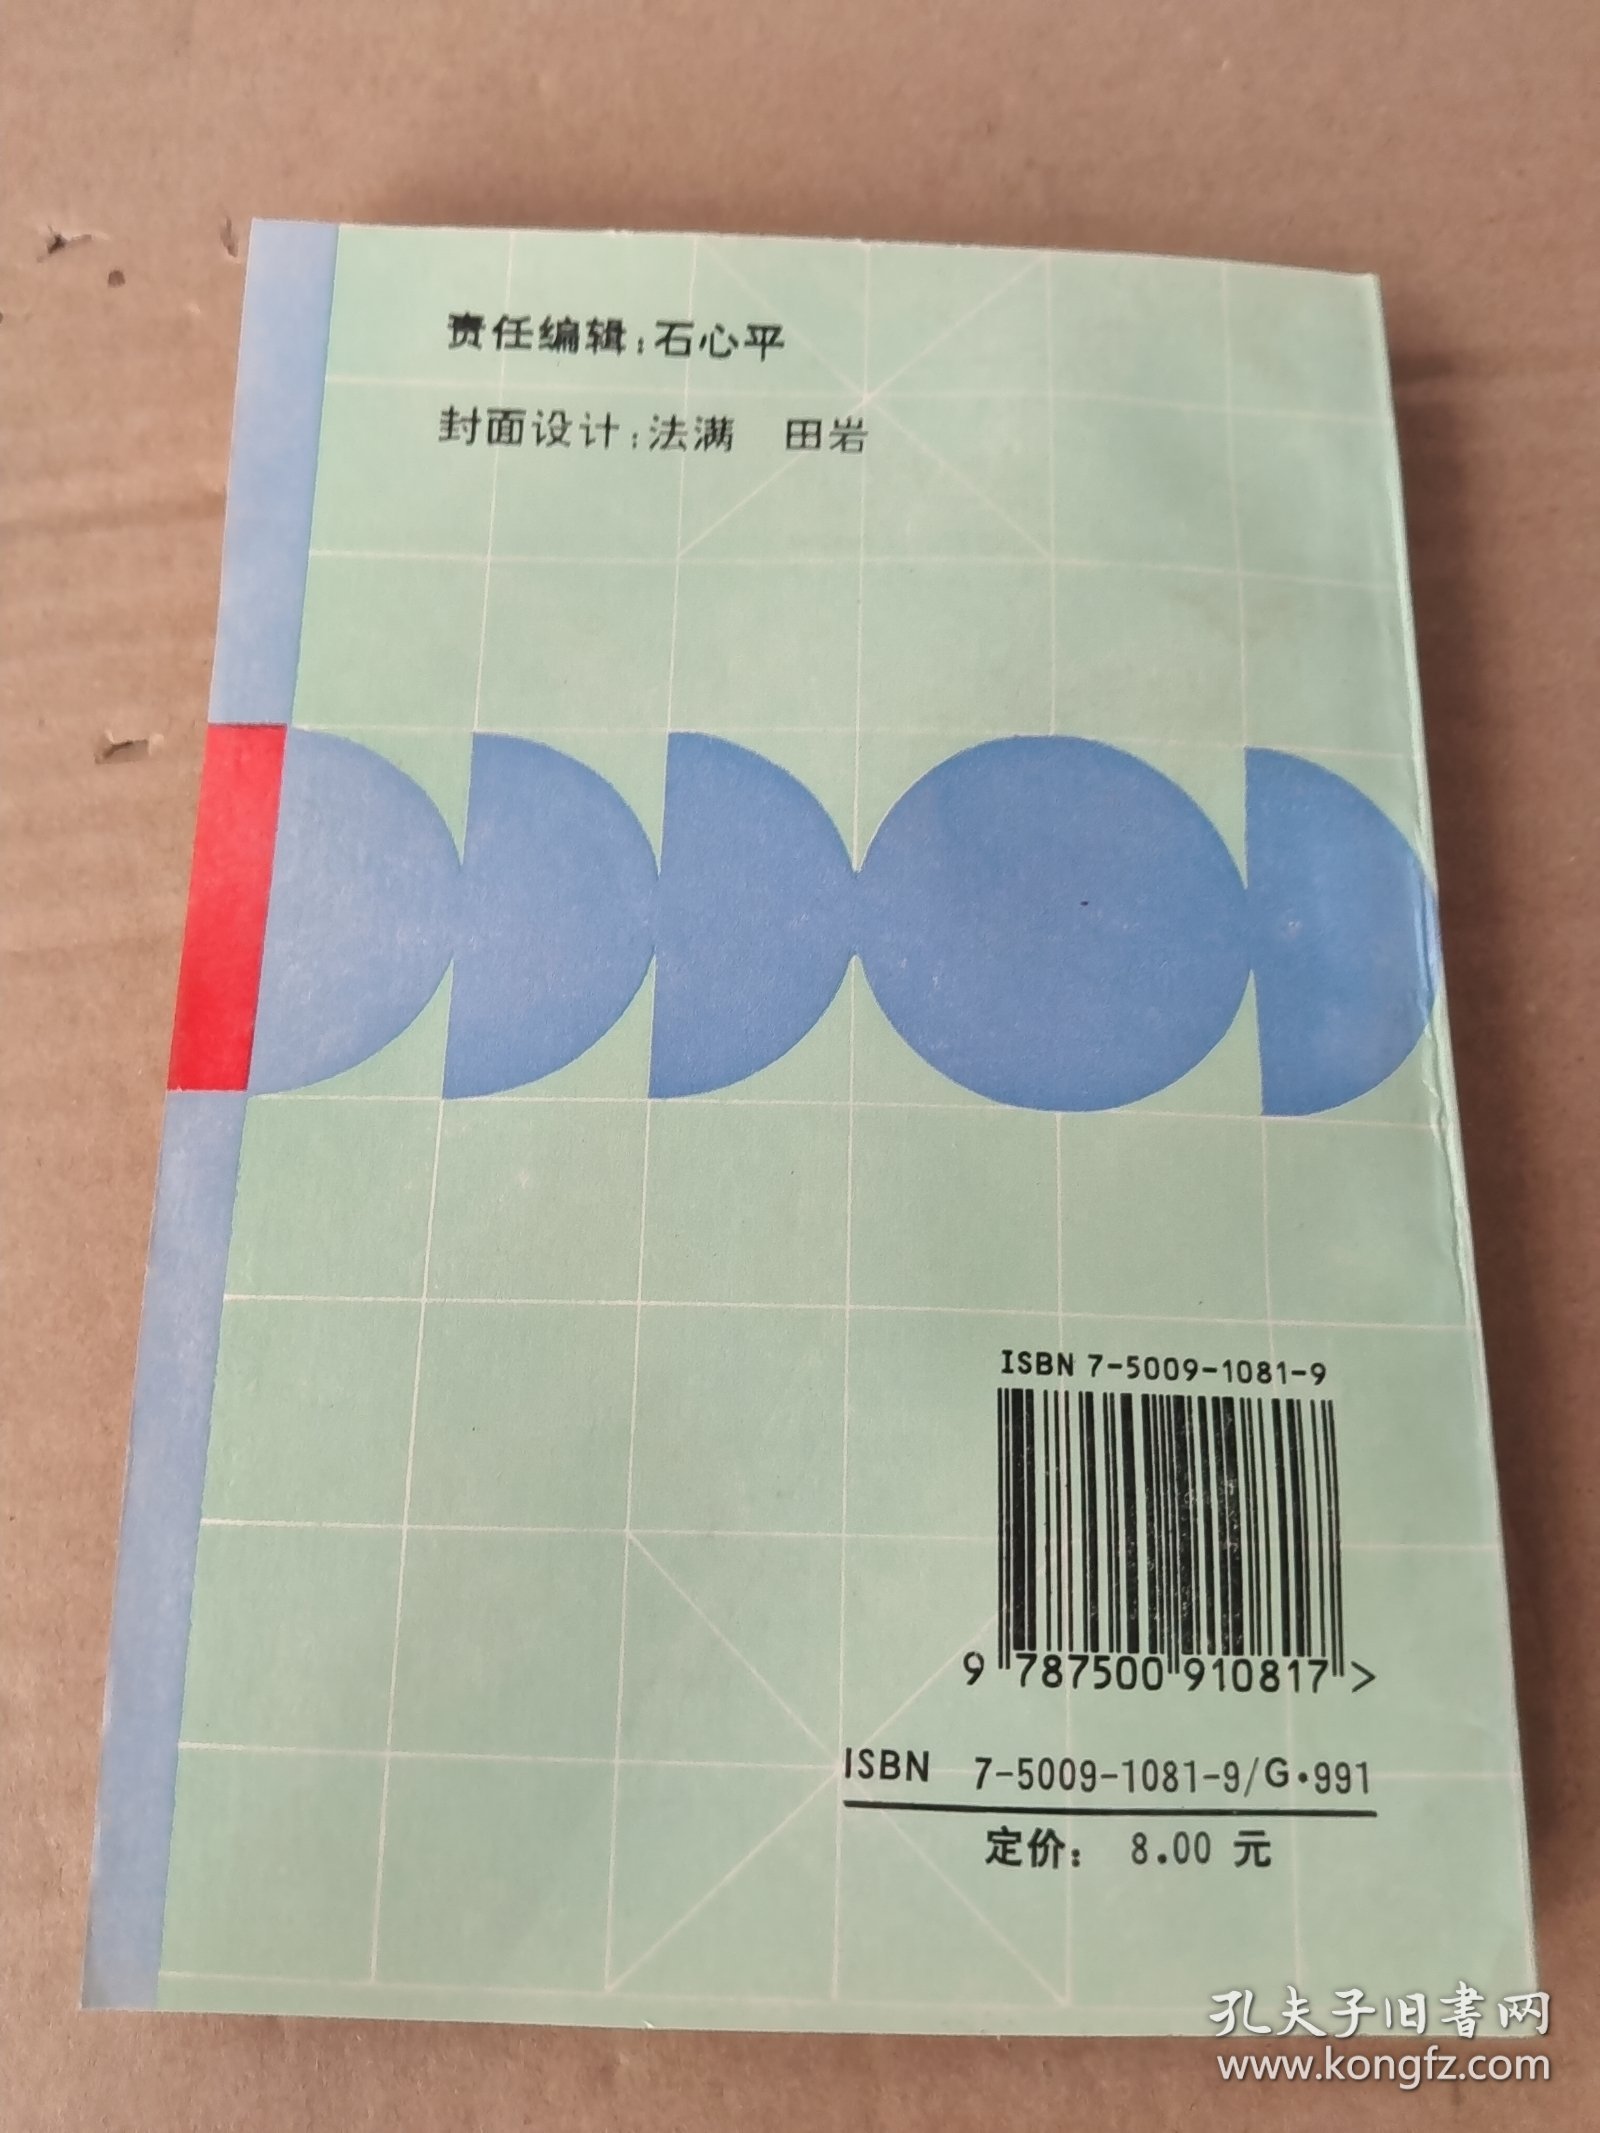 责任编辑：石心平
封面设计：法满　田岩
ISBN 7-5009-1081-9
9 787500 910817 >
ISBN 7-5009-1081-9/G·991
定价： 8.00 元
孔夫子旧書网
www.kongfz.com